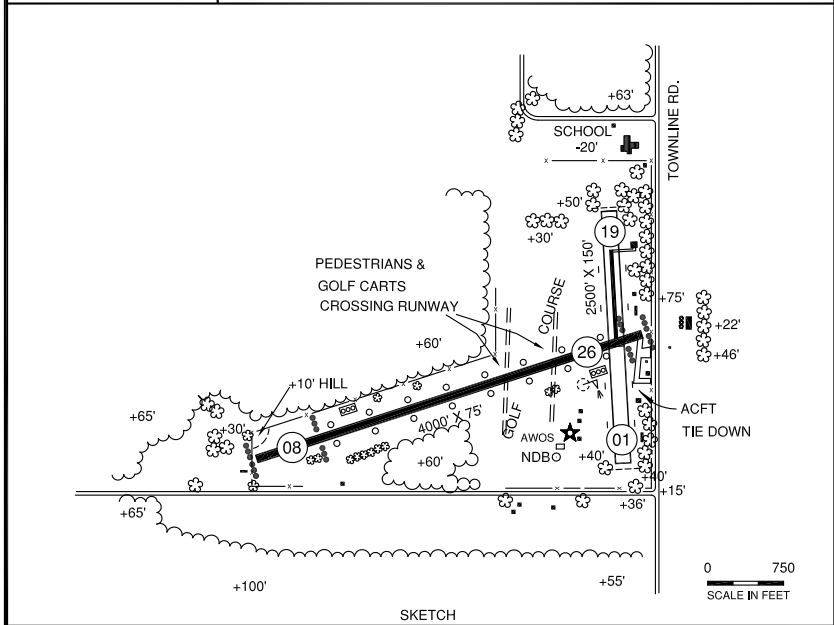 +63'
TOWNLINE RD.
SCHOOL
-20'
+50'
19
+30'
2500' X 150'
PEDESTRIANS &
GOLF CARTS
CROSSING RUNWAY
COURSE
+75'
+22'
+46'
+60'
26
+10' HILL
+65'
+30'
08
4000' X 75'
GOLF
ACFT
TIE DOWN
AWOS
NDB
01
+60'
+40'
+40'
+15'
+36'
+65'
+100'
+55'
0 750
SCALE IN FEET
SKETCH